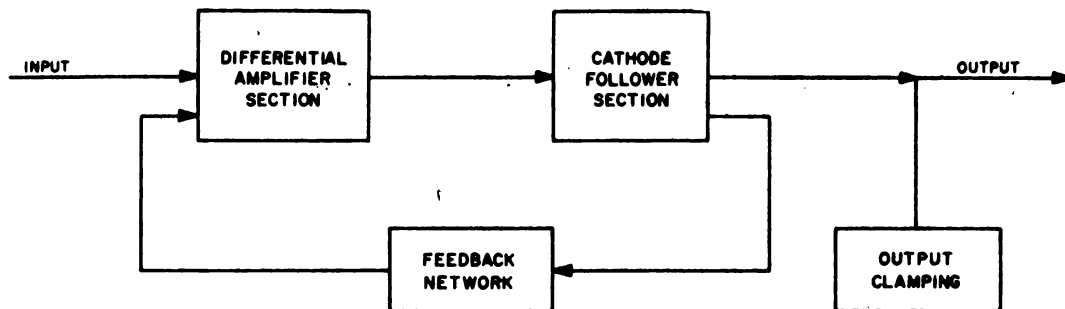 INPUT
DIFFERENTIAL
AMPLIFIER
SECTION
CATHODE
FOLLOWER
SECTION
OUTPUT
FEEDBACK
NETWORK
OUTPUT
CLAMPING